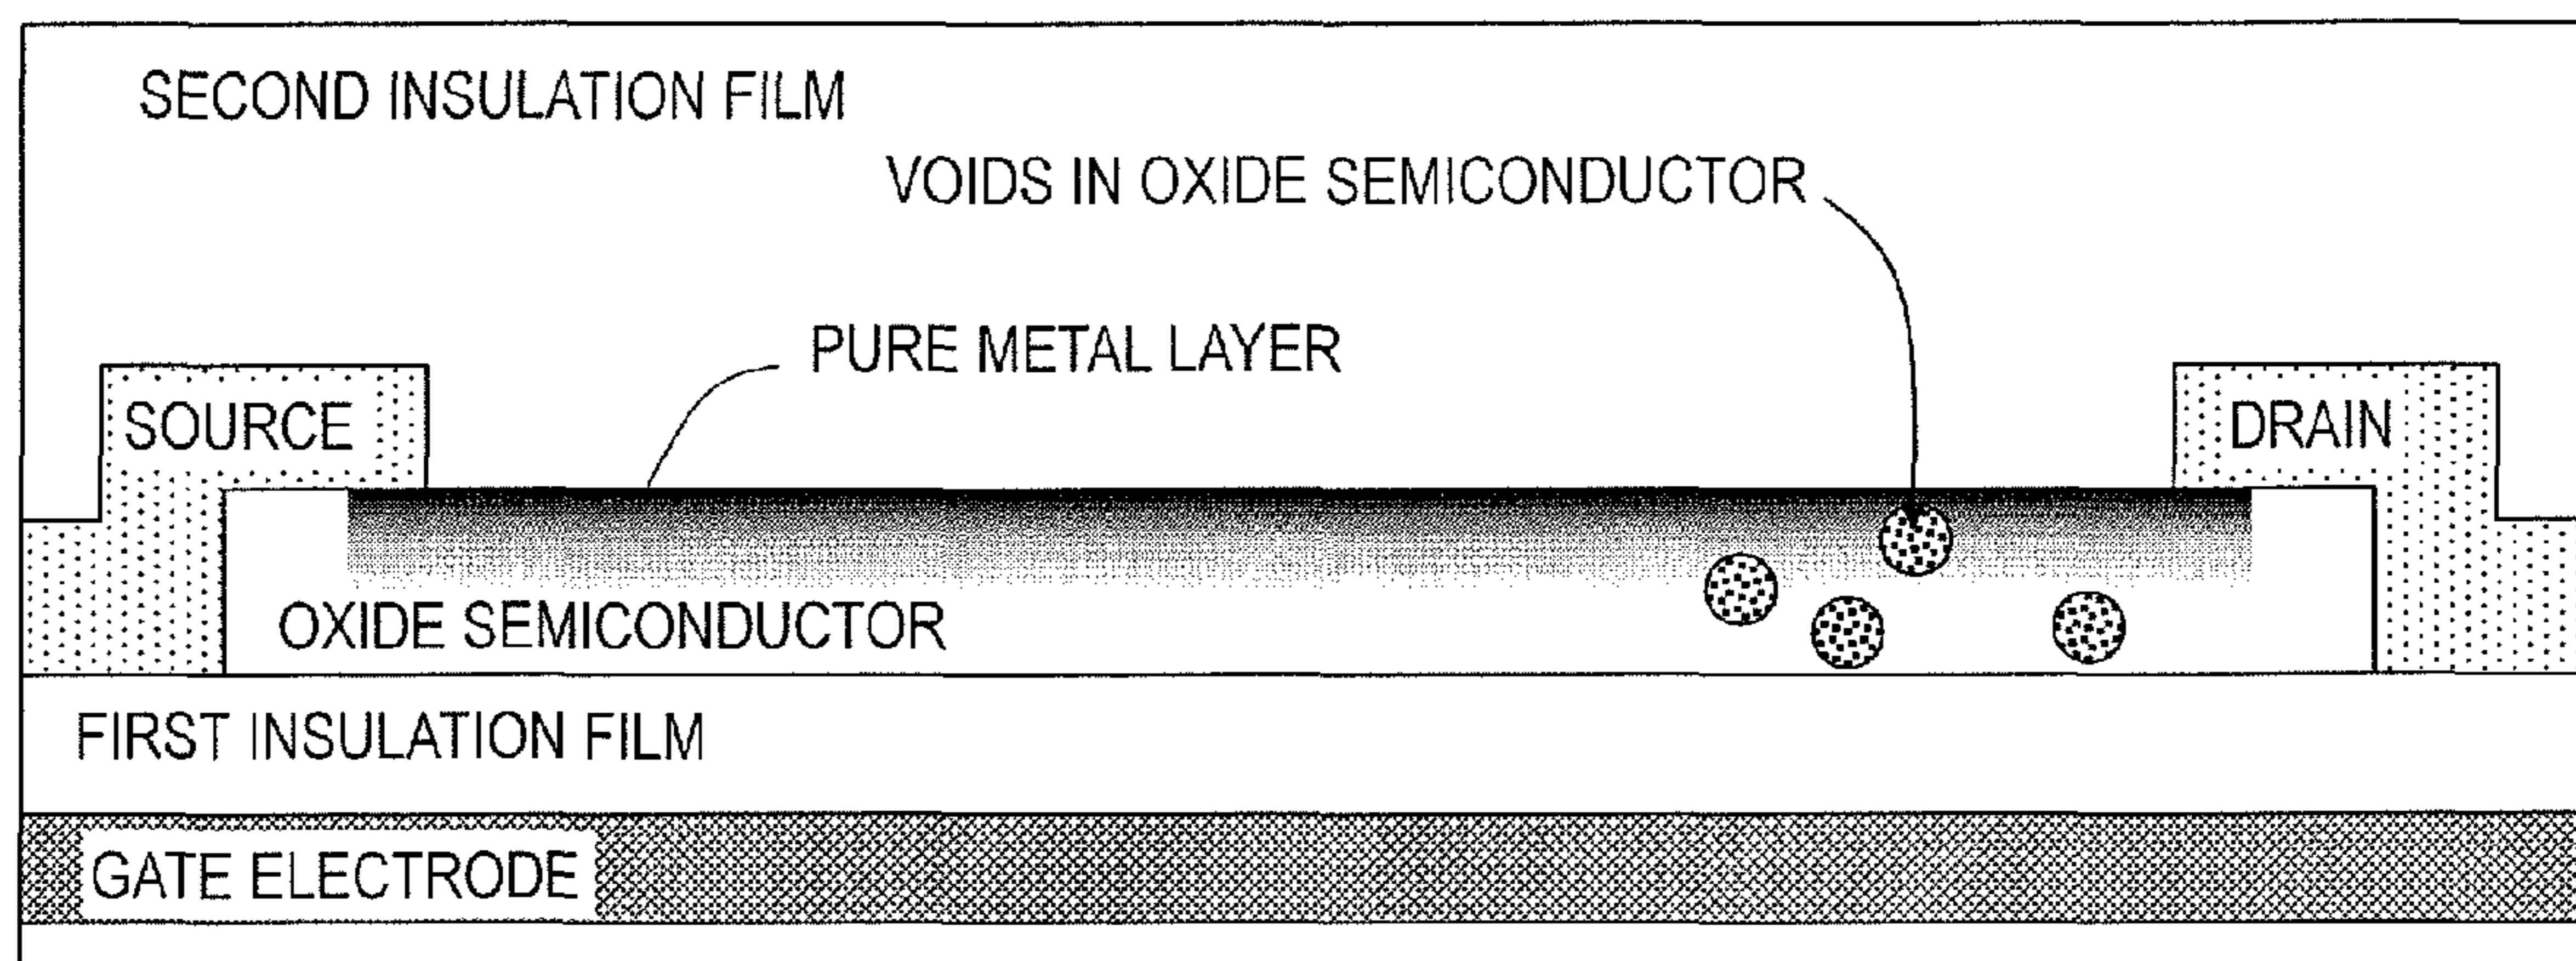 SECOND INSULATION FILM
VOIDS IN OXIDE SEMICONDUCTOR
PURE METAL LAYER
SOURCE
DRAIN
OXIDE SEMICONDUCTOR
FIRST INSULATION FILM
GATE ELECTRODE